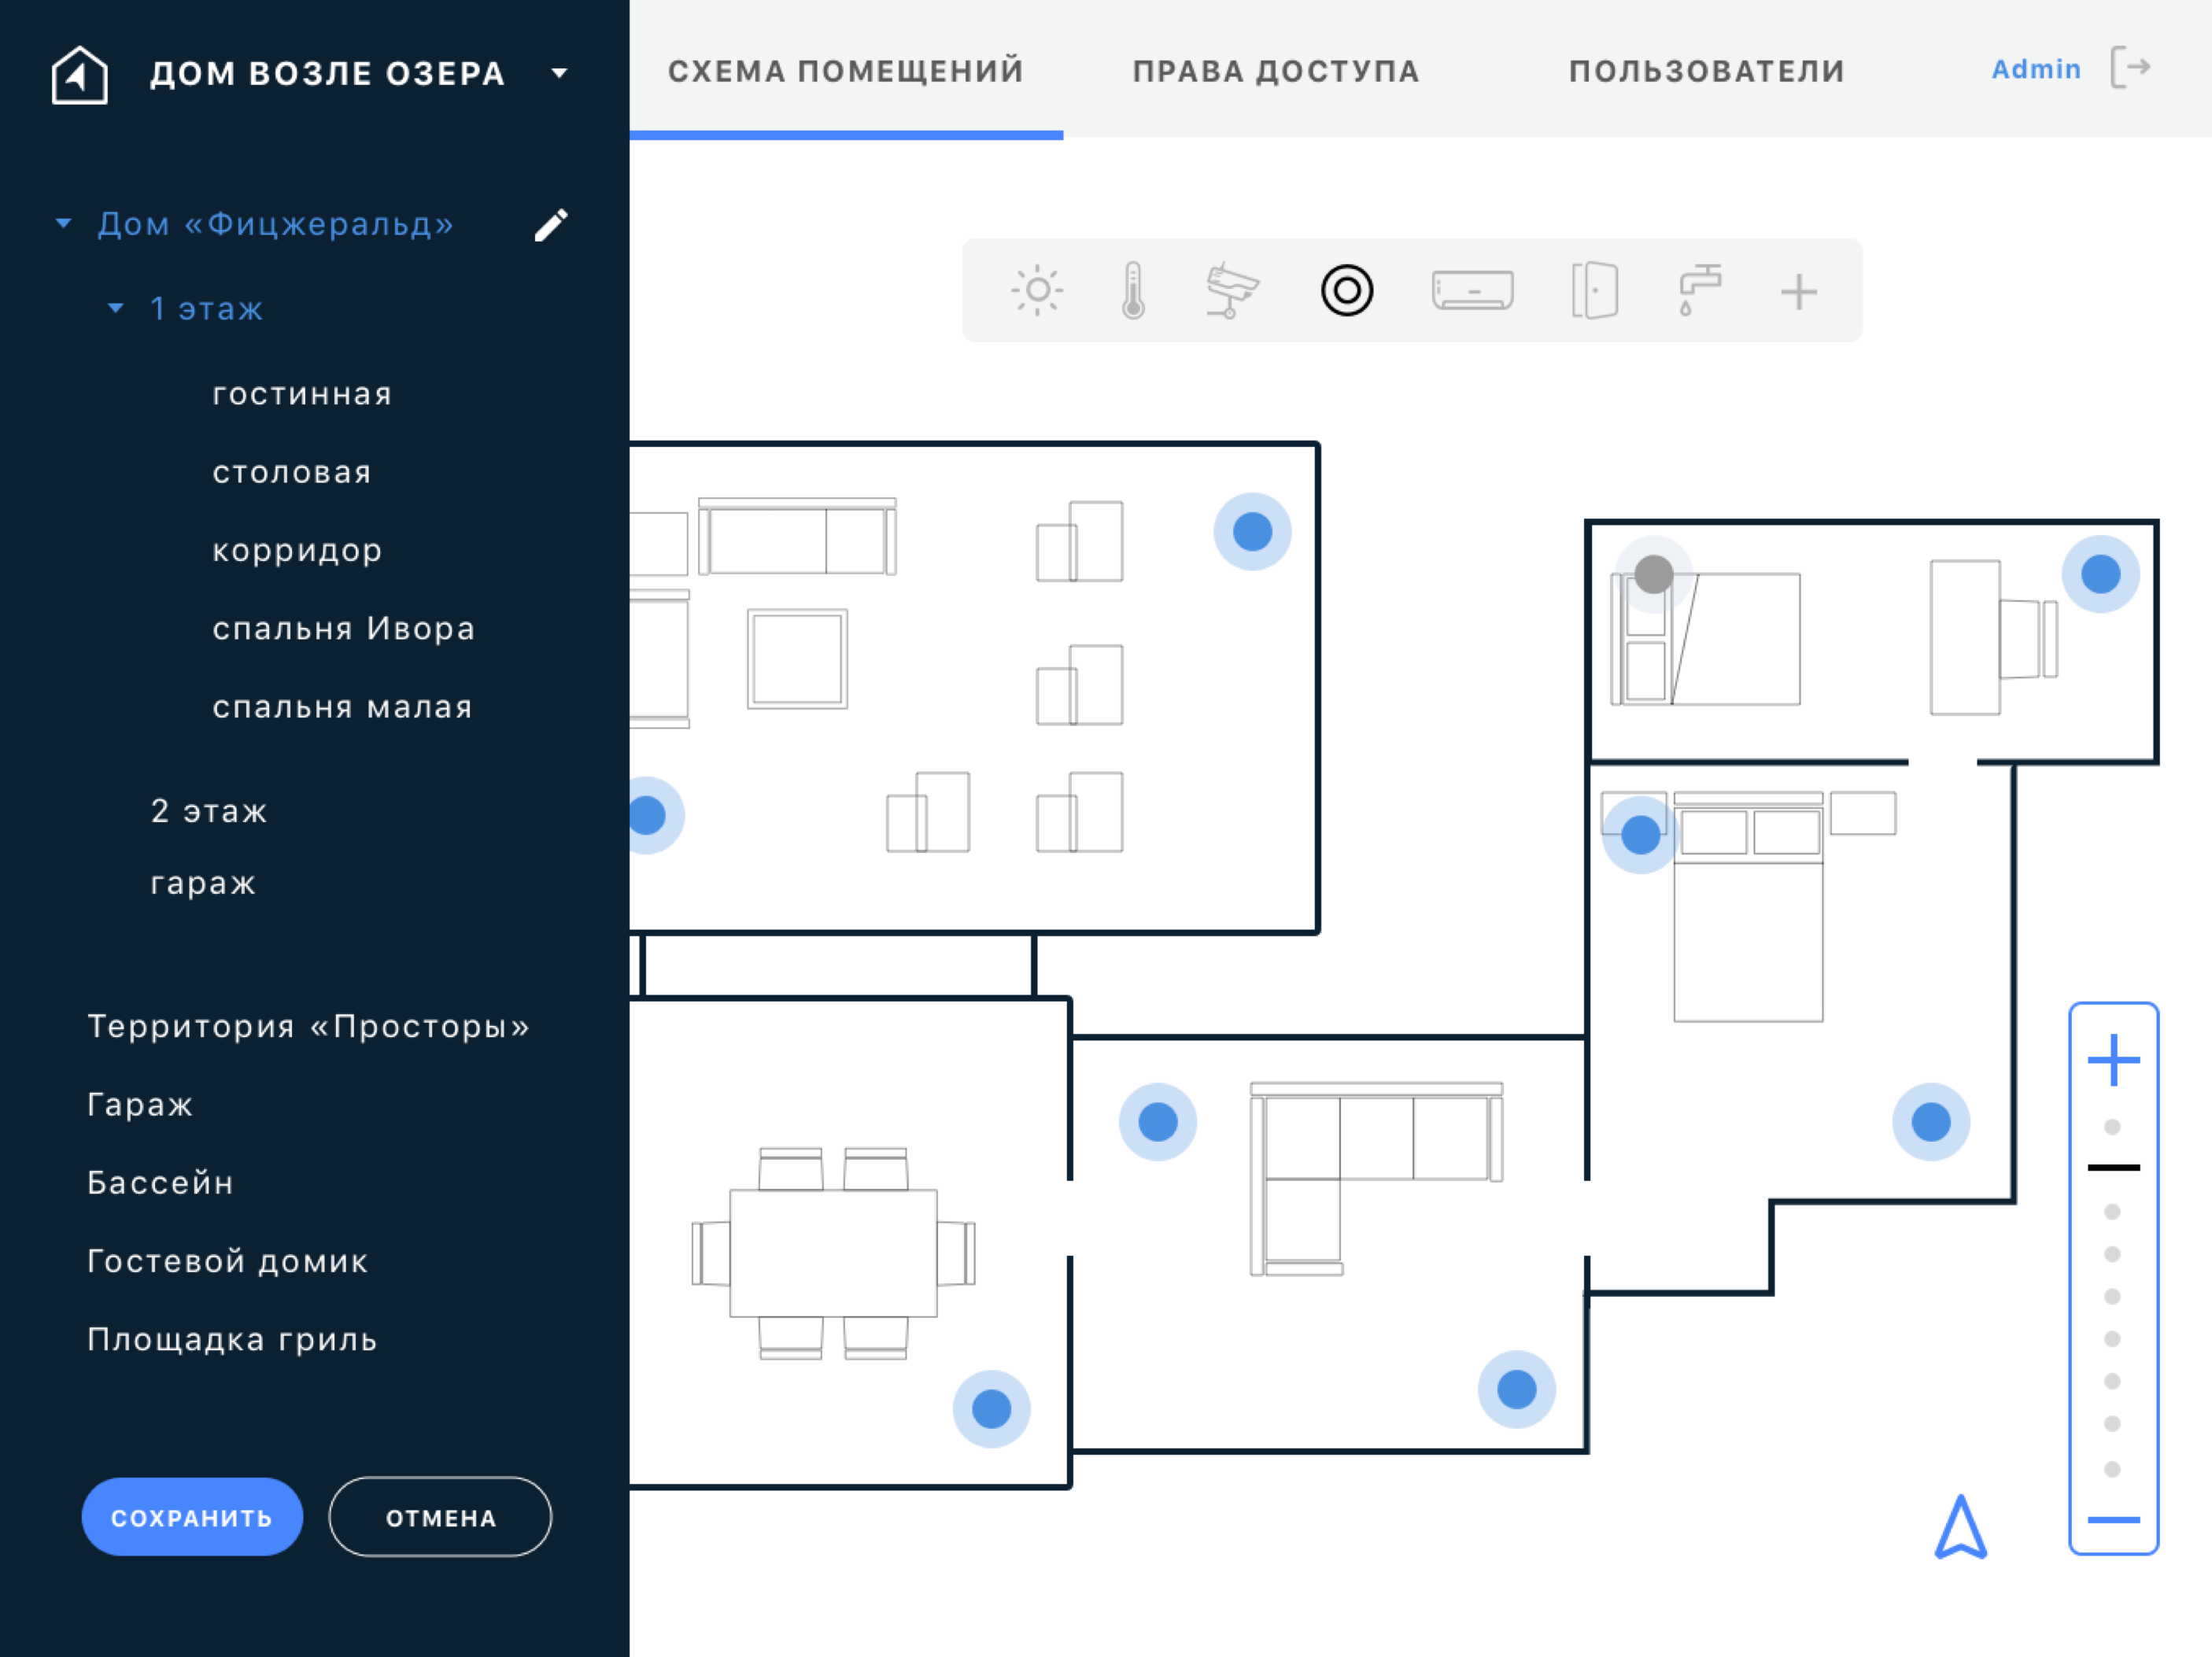 ДОМ ВОЗЛЕ ОЗЕРА
СХЕМА ПОМЕЩЕНИЙ
ПРАВА ДОСТУПА
ПОЛЬЗОВАТЕЛИ
Admin
Дом «Фицжеральд»
1 этаж
гостинная
столовая
корридор
спальня Ивора
спальня малая
2 этаж
гараж
Территория «Просторы»
Гараж
Бассейн
Гостевой домик
Площадка гриль
СОХРАНИТЬ
ОТМЕНА